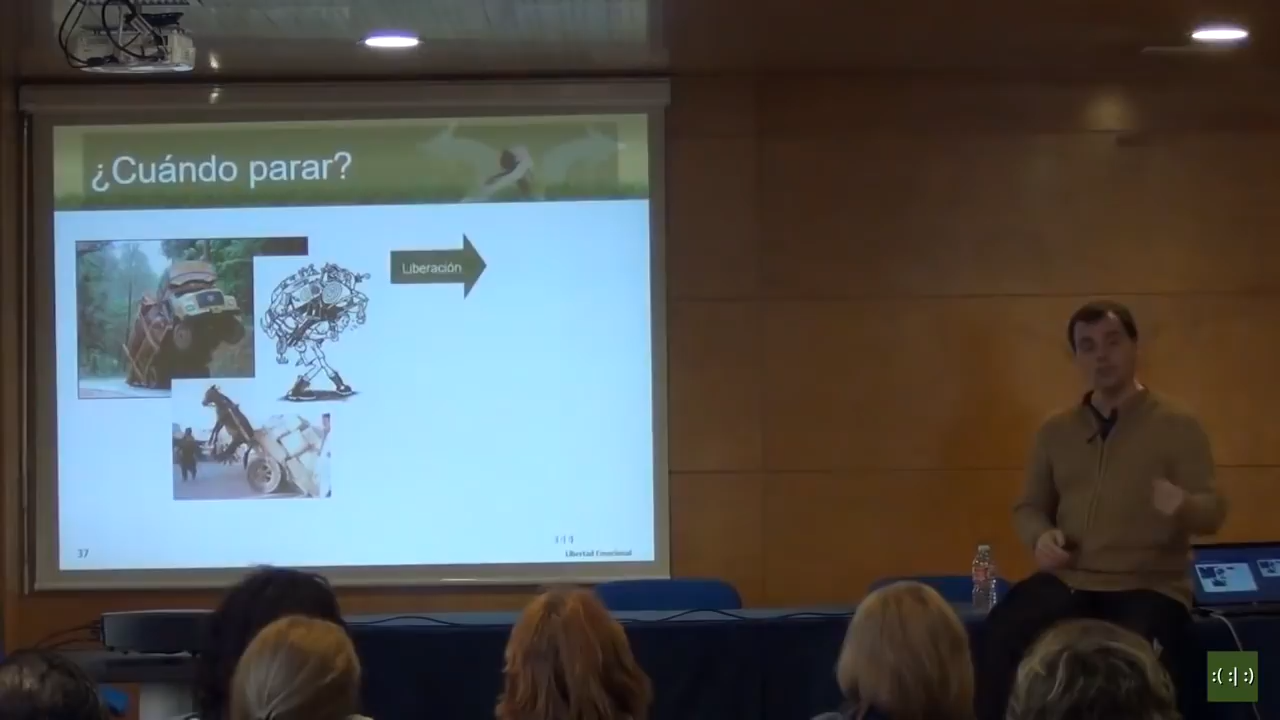 ¿Cuándo parar?
Liberación
37
Libertad Emocional
:( :| :)